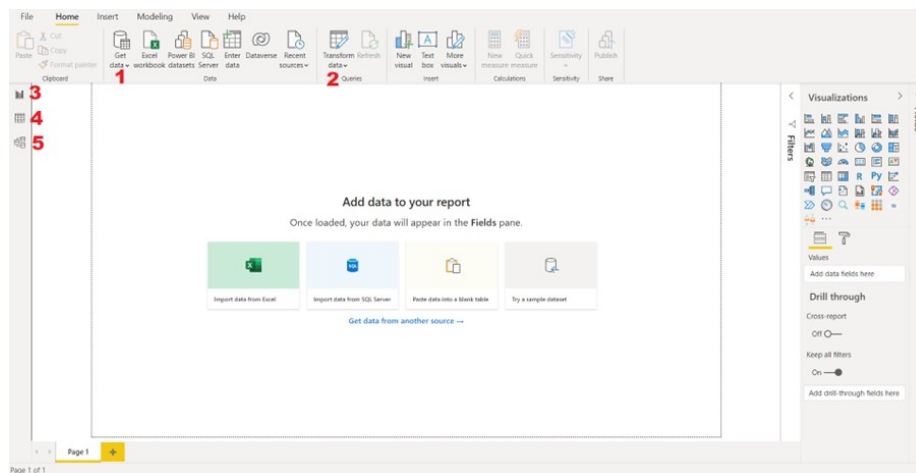 File Home Insert Modeling View Help
Paste
Cut
Copy
Format painter
Get data
Excel workbook
Power BI datasets
SQL Server
Enter data
Dataverse
Recent sources
Transform data
Refresh
New visual
Text box
More visuals
New measure
Quick measure
Sensitivity
Publish
Clipboard Data Queries Insert Calculations Sensitivity Share
1
2
3
4
5
Add data to your report
Once loaded, your data will appear in the Fields pane.
Import data from Excel
SQL
Import data from SQL Server
Paste data into a blank table
Try a sample dataset
Get data from another source →
Filters
Visualizations
R Py
...
Values
Add data fields here
Drill through
Cross-report
Off
Keep all filters
On
Add drill-through fields here
Page 1
+
Page 1 of 1